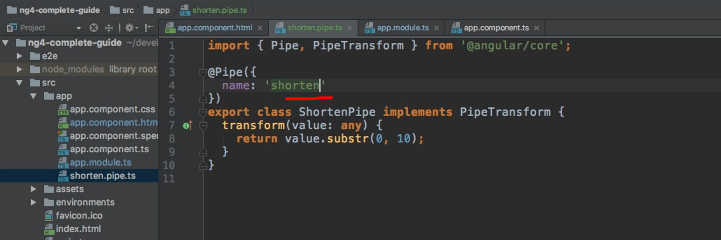 ng4-complete-guide src app shorten.pipe.ts
Project app.component.html shorten.pipe.ts app.module.ts app.component.ts
ng4-complete-guide ~/devel
e2e
node_modules library root
src
app
app.component.css
app.component.htm
app.component.spe
app.component.ts
app.module.ts
shorten.pipe.ts
assets
environments
favicon.ico
index.html
1 import { Pipe, PipeTransform } from '@angular/core';
2
3 @Pipe({
4 name: 'shorten'
5 })
6 export class ShortenPipe implements PipeTransform {
7 transform(value: any) {
8 return value.substr(0, 10);
9 }
10 }
11